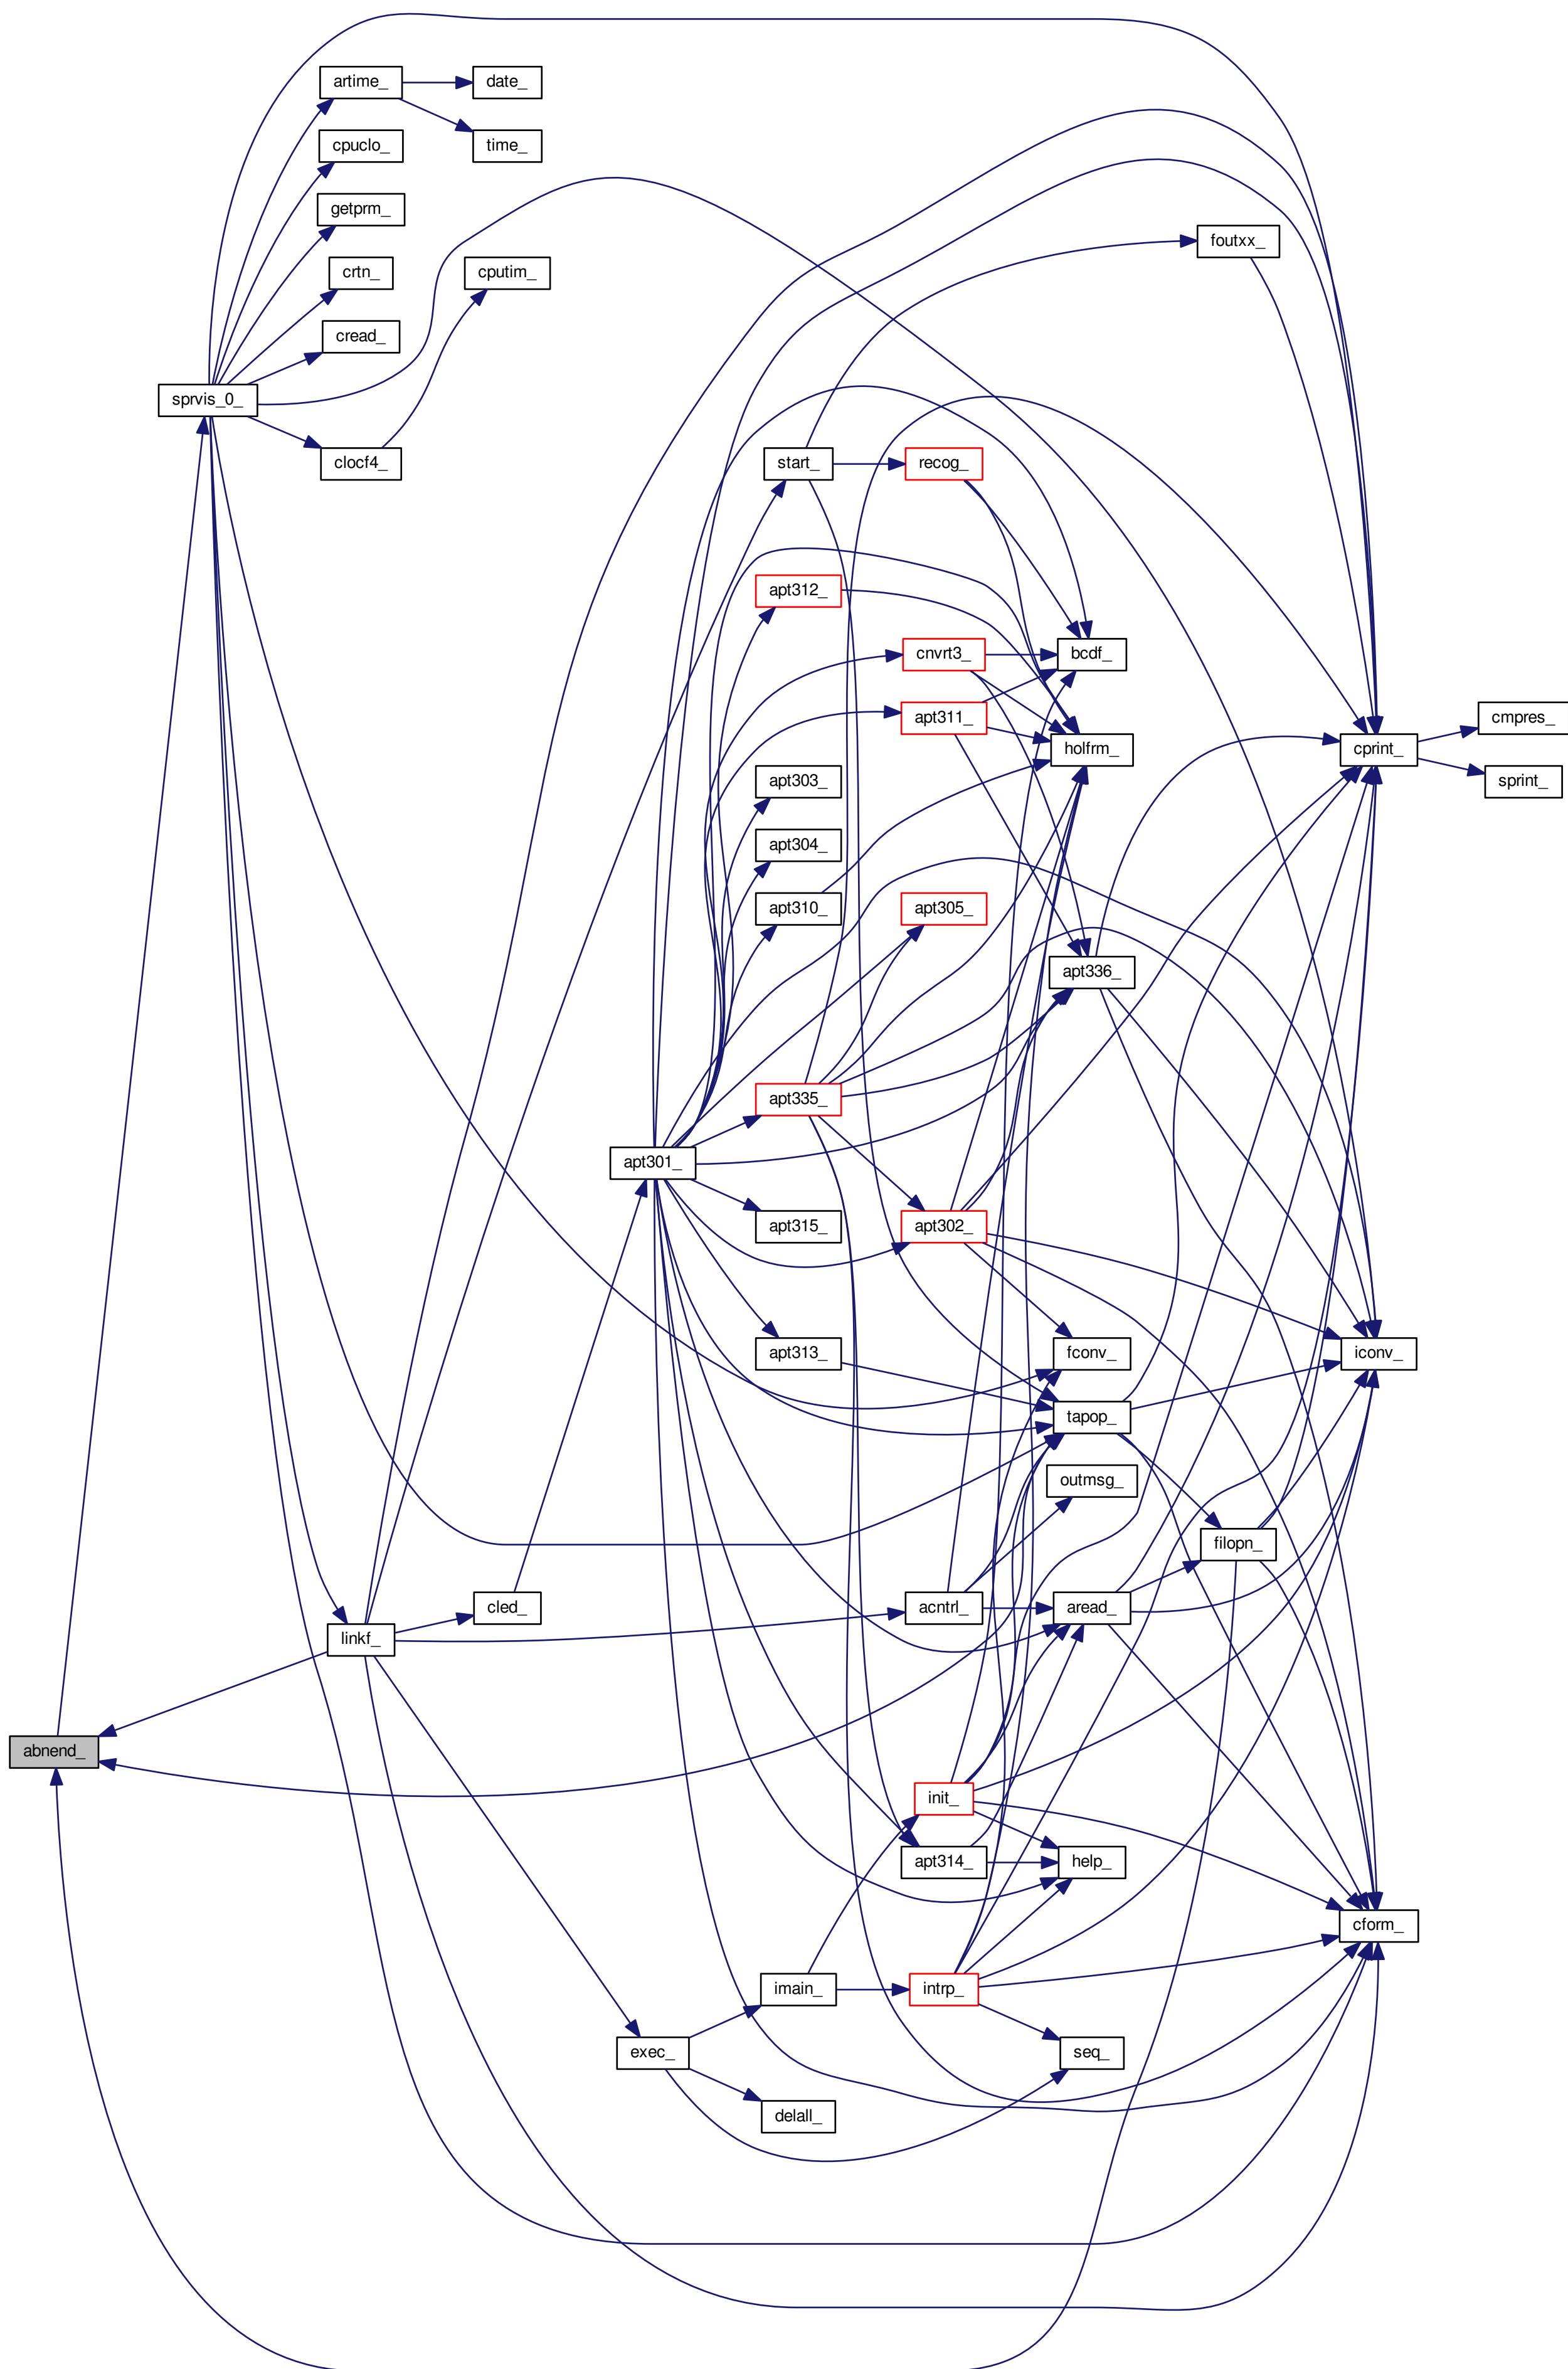 artime_
date_
cpuclo_
time_
getprm_
foutxx_
crtn_
cputim_
cread_
sprvis_0_
clocf4_
start_
recog_
apt312_
cnvrt3_
bcdf_
apt311_
cmpres_
holfrm_
cprint_
apt303_
sprint_
apt304_
apt310_
apt305_
apt336_
apt335_
apt301_
apt315_
apt302_
apt313_
fconv_
iconv_
tapop_
outmsg_
filopn_
cled_
acntrl_
aread_
linkf_
abnend_
init_
apt314_
help_
cform_
imain_
intrp_
exec_
seq_
delall_